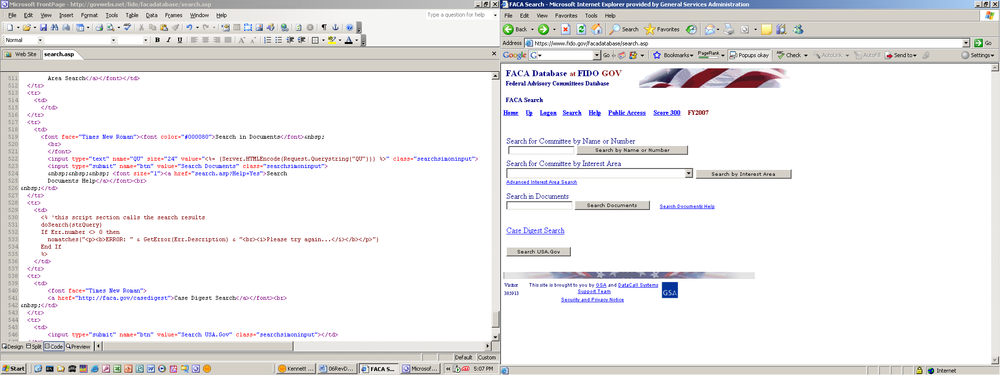 Microsoft FrontPage - http://govwebs.net/fido/facadatabase/search.asp
File Edit View Insert Format Tools Table Data Frames Window Help
Type a question for help
Normal
B I U
Web Site search.asp
511 Area Search</a></font></td>
512 </tr>
513 <tr>
514 <td>
515 </td>
516 </tr>
517 <tr>
518 <td>
519 <font face="Times New Roman"><font color="#000080">Search in Documents</font>&nbsp;
520 <br>
521 </font>
522 <input type="text" name="QU" size="24" value="<%= (Server.HTMLEncode(Request.Querystring("QU"))) %>" class="searchsimoninput">
523 <input type="submit" name="btn" value="Search Documents" class="searchsimoninput">
524 &nbsp;&nbsp;&nbsp; <font size="1"><a href="search.asp?Help=Yes">Search
525 Documents Help</a></font><br>
526 &nbsp;</td>
527 </tr>
528 <tr>
529 <td>
530 <% 'this script section calls the search results
531 doSearch(strQuery)
532 If Err.number <> 0 then
533 nomatches("<p><b>ERROR: " & GetError(Err.Description) & "<br><i>Please try again...</i></b></p>")
534 End If
535 %>
536 </td>
537 </tr>
538 <tr>
539 <td>
540 <font face="Times New Roman">
541 <a href="http://faca.gov/casedigest">Case Digest Search</a></font><br>
542 &nbsp;</td>
543 </tr>
544 <tr>
545 <td>
546 <input type="submit" name="btn" value="Search USA.Gov" class="searchsimoninput"></td>
Design Split Code Preview
Default Custom
Start
Kennett ... 06RevD... FACA S... Microsof... 5:07 PM
FACA Search - Microsoft Internet Explorer provided by General Services Administration
File Edit View Favorites Tools Help
Back Search Favorites
Address https://www.fido.gov/facadatabase/search.asp Go
Google G Go Bookmarks PageRank Popups okay Check AutoLink AutoFill Send to Settings
FACA Database at FIDO GOV
Federal Advisory Committees Database
FACA Search
Home Up Logon Search Help Public Access Score 300 FY2007
Search for Committee by Name or Number
Search by Name or Number
Search for Committee by Interest Area
Search by Interest Area
Advanced Interest Area Search
Search in Documents
Search Documents Search Documents Help
Case Digest Search
Search USA.Gov
Visitor
385913
This site is brought to you by GSA and DataCall Systems
Support Team
Security and Privacy Notice
GSA
Internet